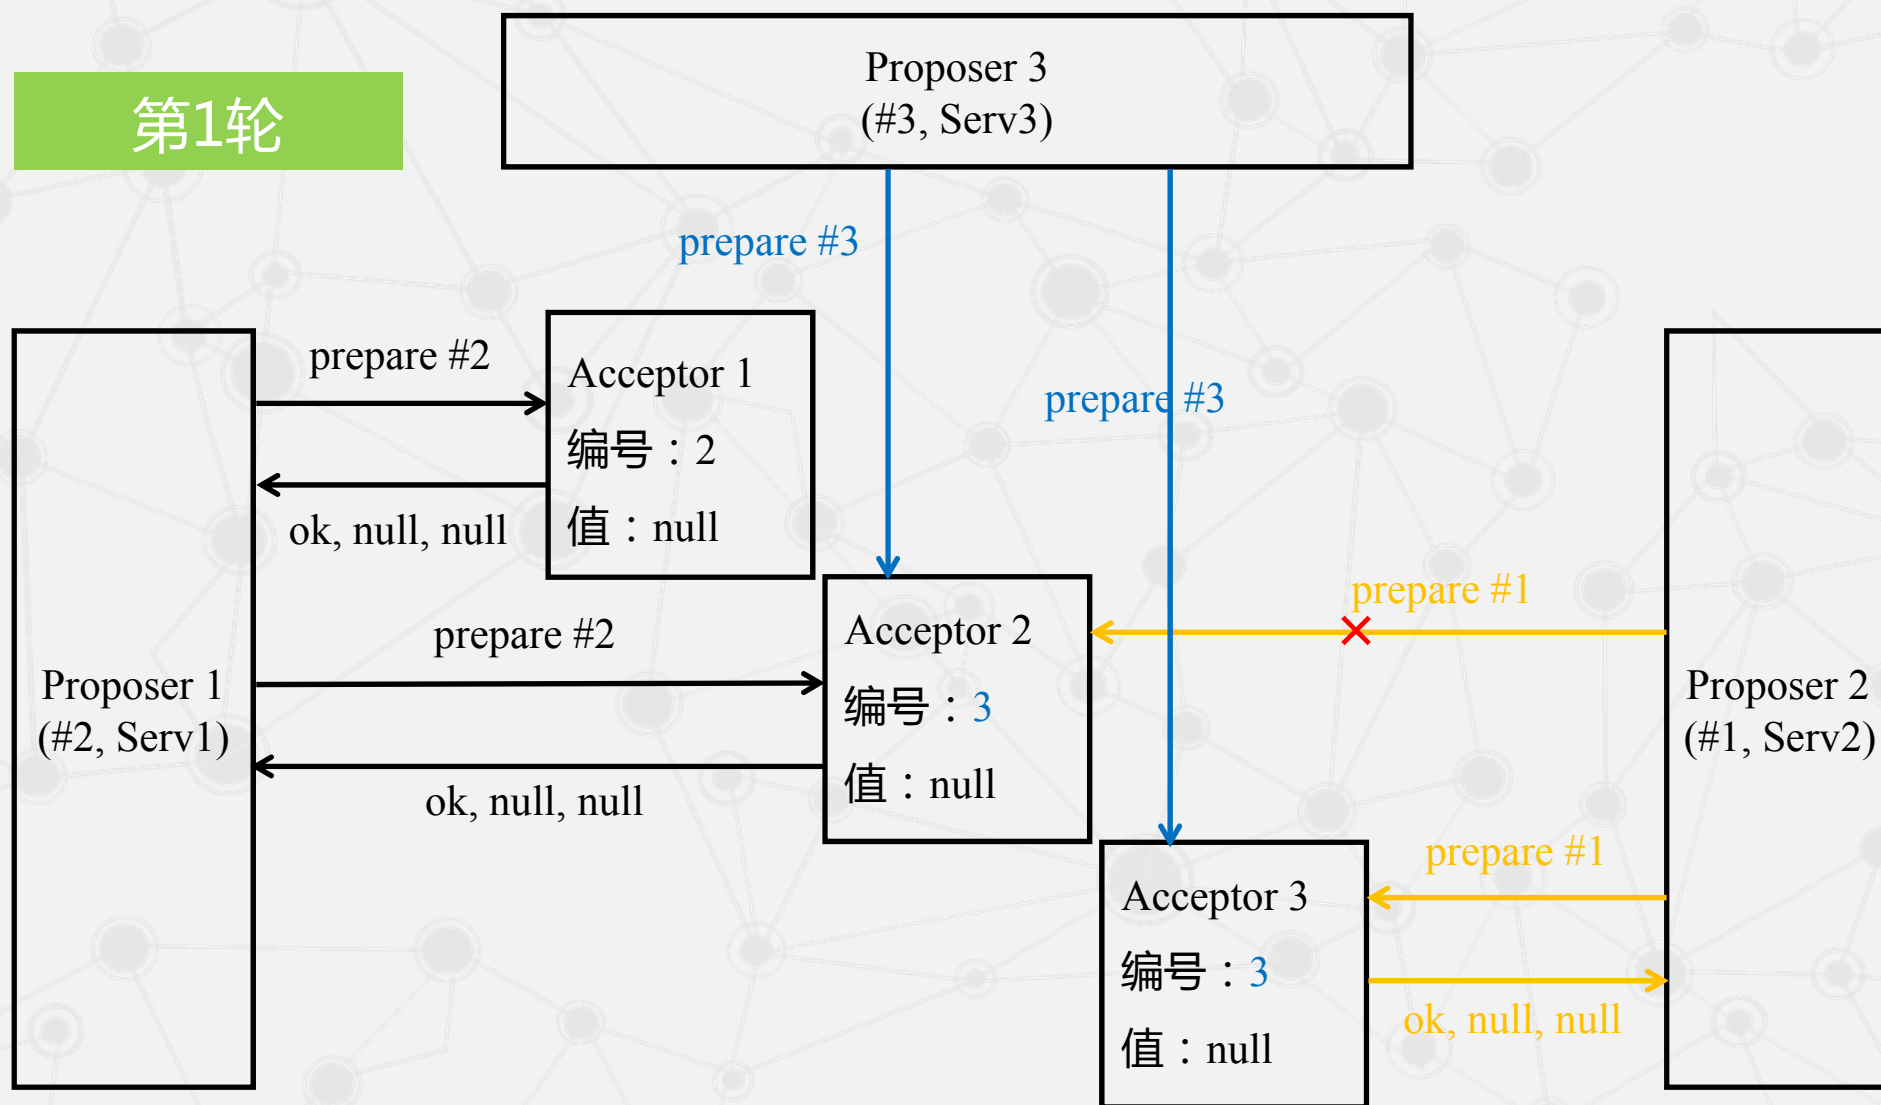 第1轮
Proposer 3
(#3, Serv3)
prepare #3
prepare #3
Proposer 1
(#2, Serv1)
prepare #2
ok, null, null
Acceptor 1
编号：2
值：null
prepare #2
ok, null, null
Acceptor 2
编号：3
值：null
prepare #1
Acceptor 3
编号：3
值：null
prepare #1
ok, null, null
Proposer 2
(#1, Serv2)